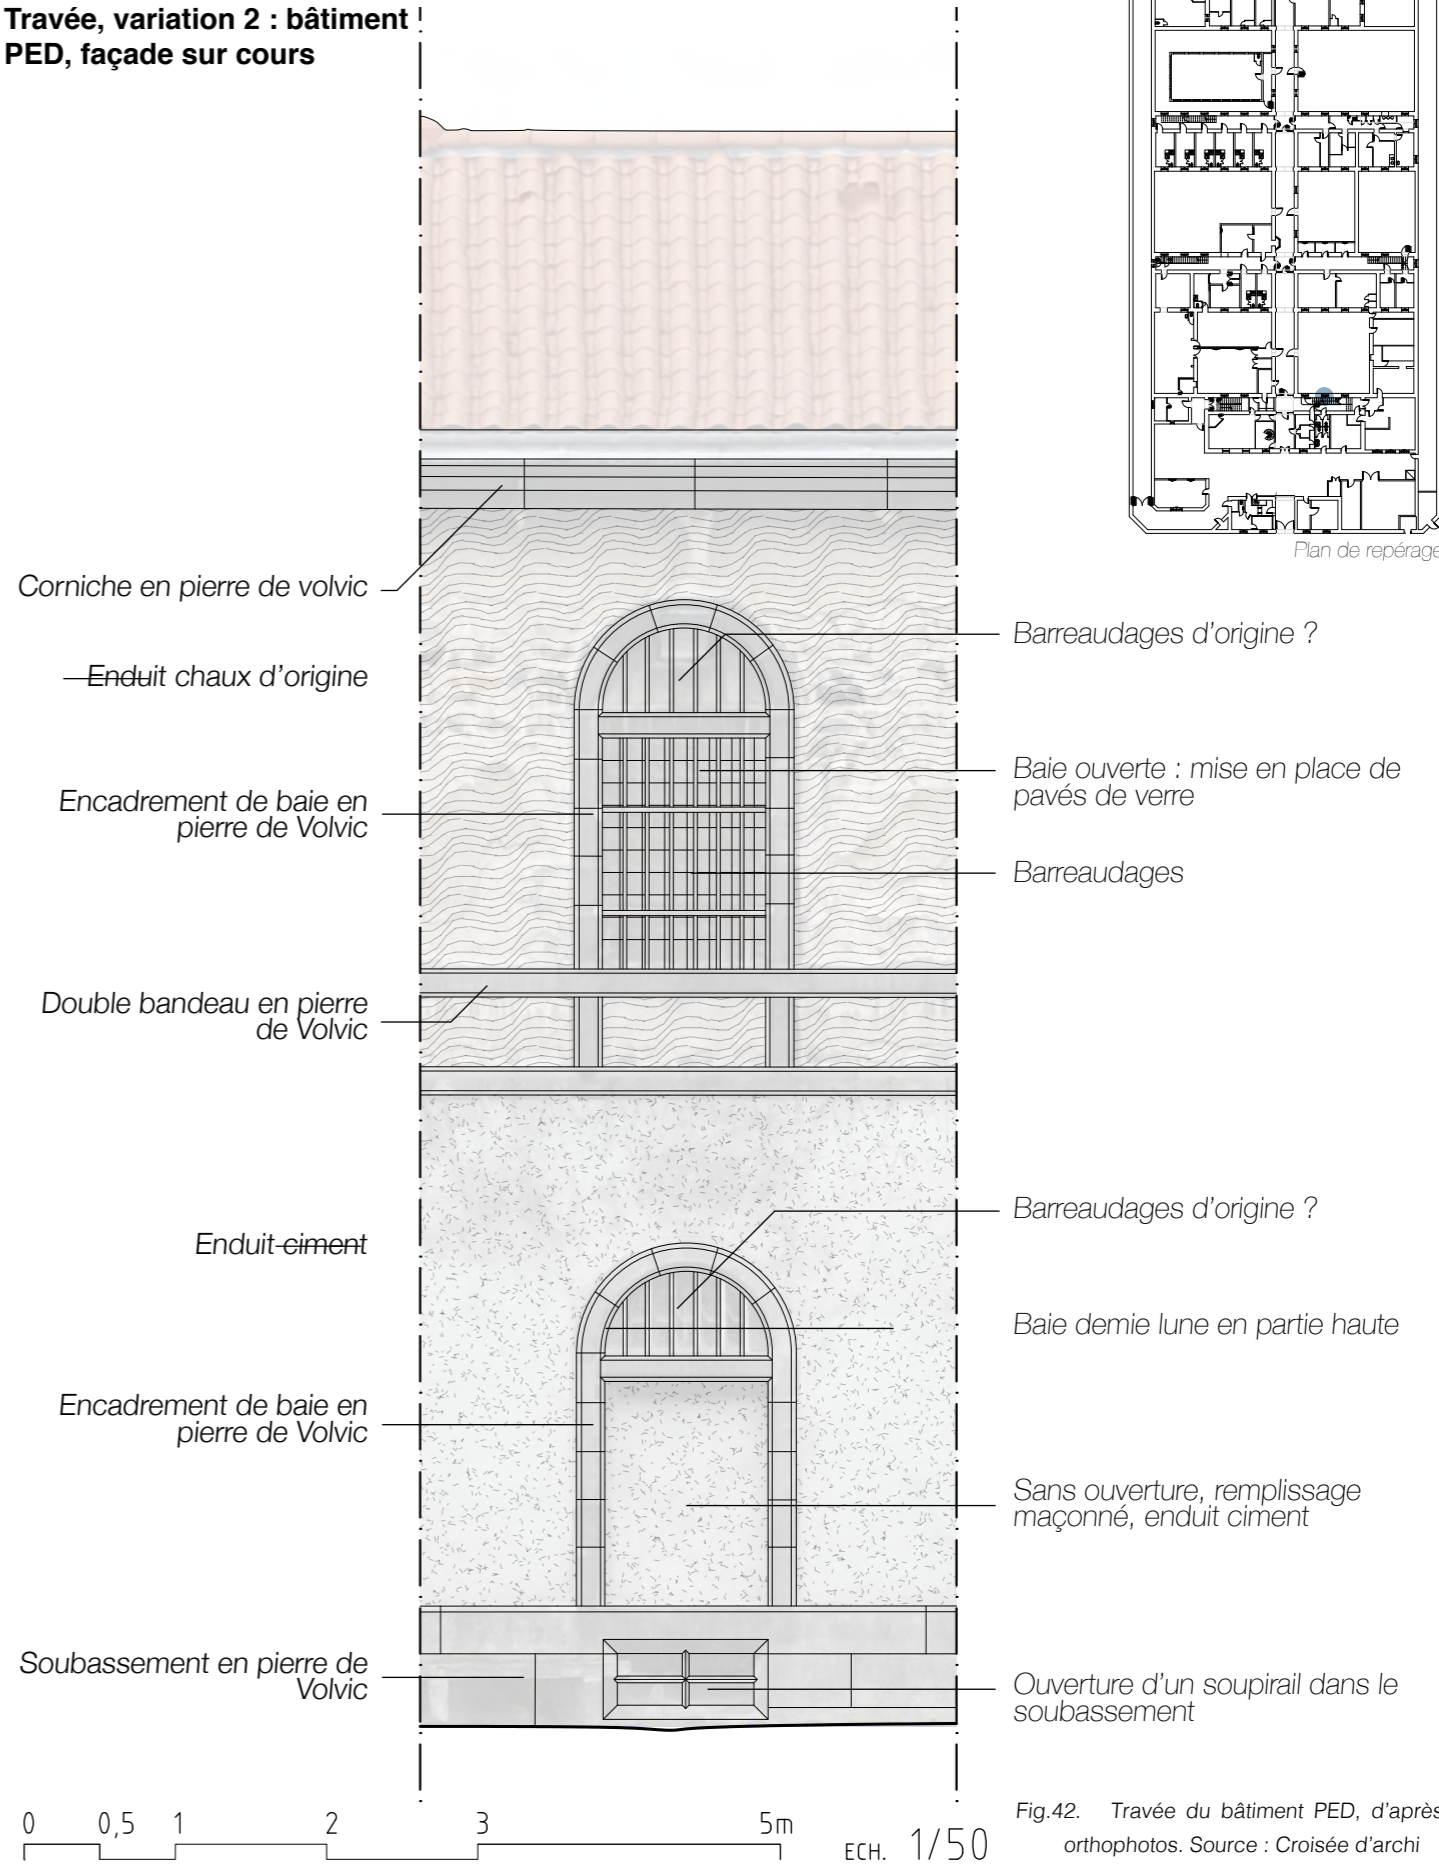 Travée, variation 2 : bâtiment
PED, façade sur cours
Plan de repérage
Corniche en pierre de volvic
Enduit chaux d'origine
Encadrement de baie en
pierre de Volvic
Double bandeau en pierre
de Volvic
Enduit ciment
Encadrement de baie en
pierre de Volvic
Soubassement en pierre de
Volvic
Barreaudages d'origine ?
Baie ouverte : mise en place de
pavés de verre
Barreaudages
Barreaudages d'origine ?
Baie demie lune en partie haute
Sans ouverture, remplissage
maçonné, enduit ciment
Ouverture d'un soupirail dans le
soubassement
0 0,5 1 2 3 5m
ECH. 1/50
Fig.42. Travée du bâtiment PED, d'après
orthophotos. Source : Croisée d'archi